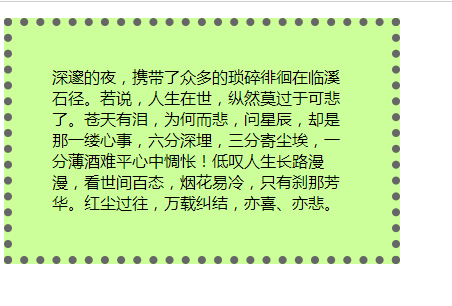 深邃的夜，携带了众多的琐碎徘徊在临溪
石径。若说，人生在世，纵然莫过于可悲
了。苍天有泪，为何而悲，问星辰，却是
那一缕心事，六分深埋，三分寄尘埃，一
分薄酒难平心中惆怅！低叹人生长路漫
漫，看世间百态，烟花易冷，只有刹那芳
华。红尘过往，万载纠结，亦喜、亦悲。